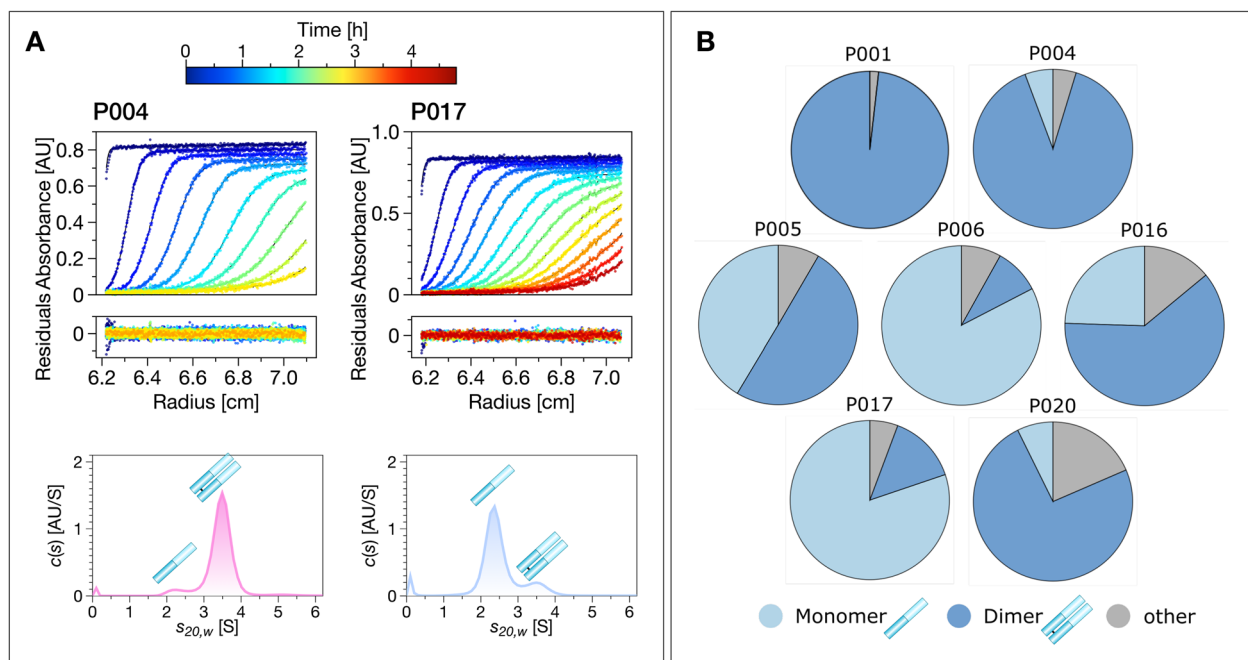 A
Time [h]
0 1 2 3 4
P004
Residuals Absorbance [AU]
0.8
0.6
0.4
0.2
0
0
6.2 6.4 6.6 6.8 7.0
Radius [cm]
P017
Residuals Absorbance [AU]
1.0
0.5
0
0
6.2 6.4 6.6 6.8 7.0
Radius [cm]
c(s) [AU/S]
2
1
0
0 1 2 3 4 5 6
s20,w [S]
c(s) [AU/S]
2
1
0
0 1 2 3 4 5 6
s20,w [S]
B
P001
P004
P005
P006
P016
P017
P020
Monomer
Dimer
other